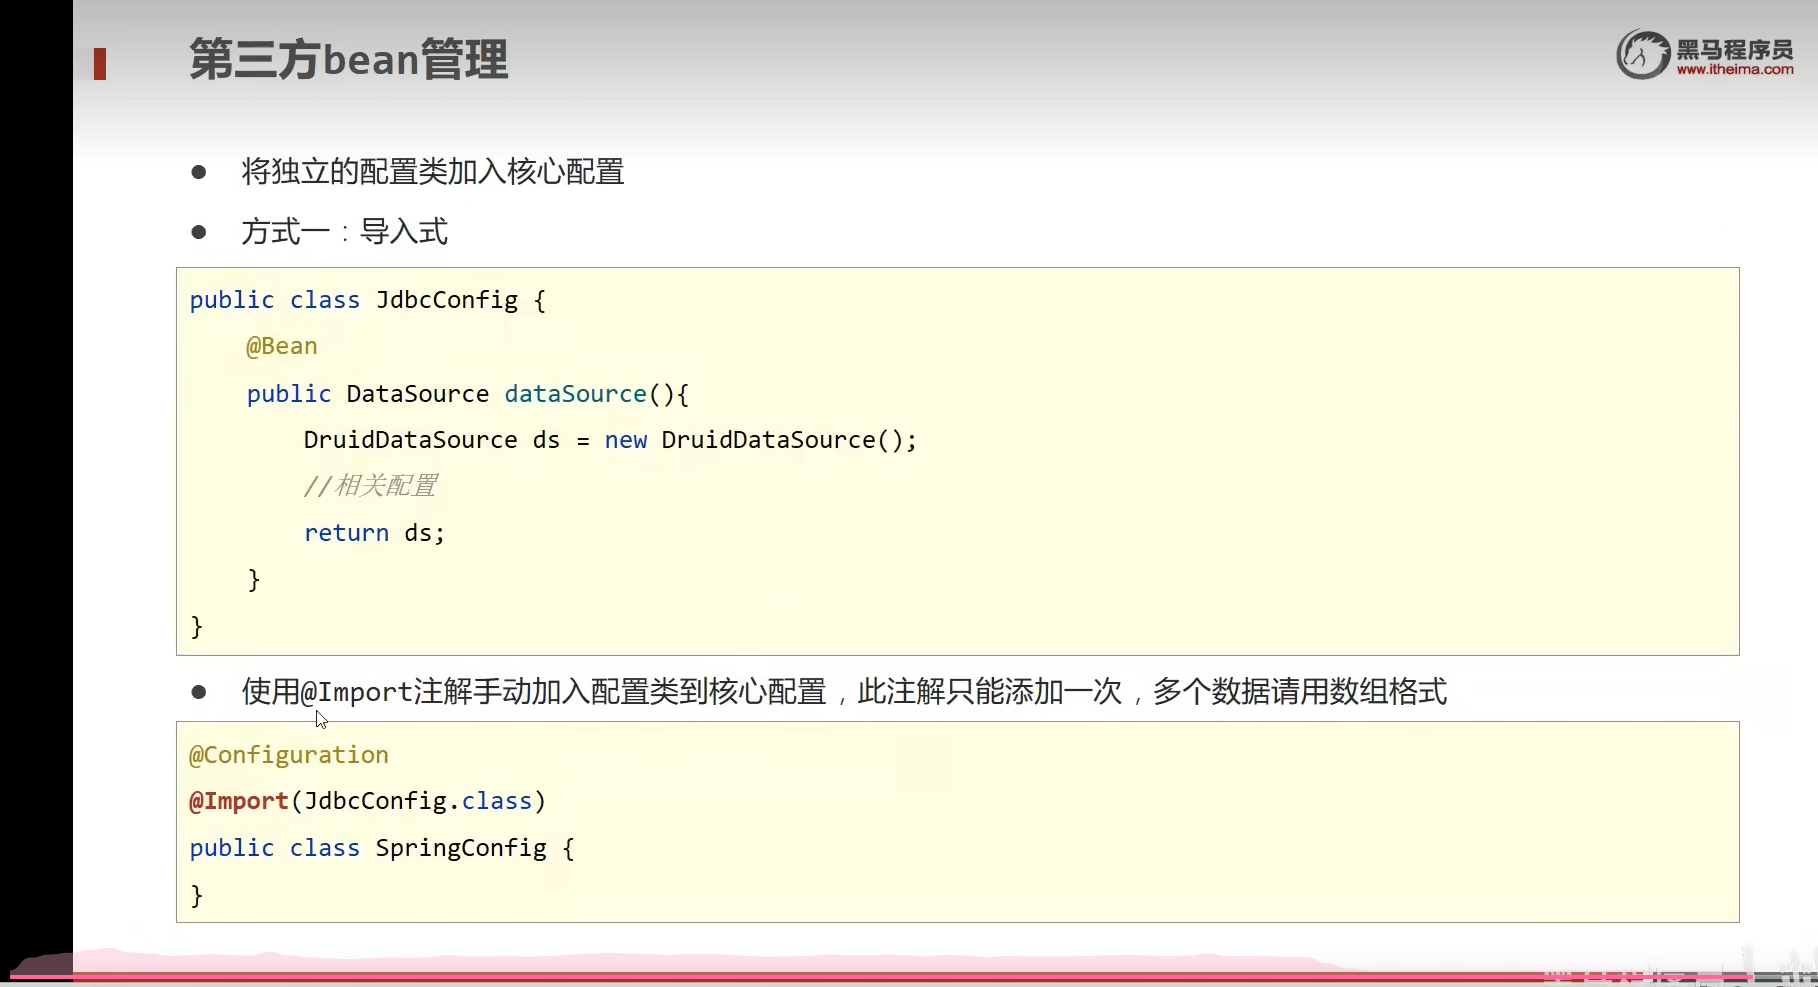 第三方bean管理
黑马程序员
www.itheima.com
● 将独立的配置类加入核心配置
● 方式一：导入式
public class JdbcConfig {
    @Bean
    public DataSource dataSource(){
        DruidDataSource ds = new DruidDataSource();
        //相关配置
        return ds;
    }
}
● 使用@Import注解手动加入配置类到核心配置，此注解只能添加一次，多个数据请用数组格式
@Configuration
@Import(JdbcConfig.class)
public class SpringConfig {
}